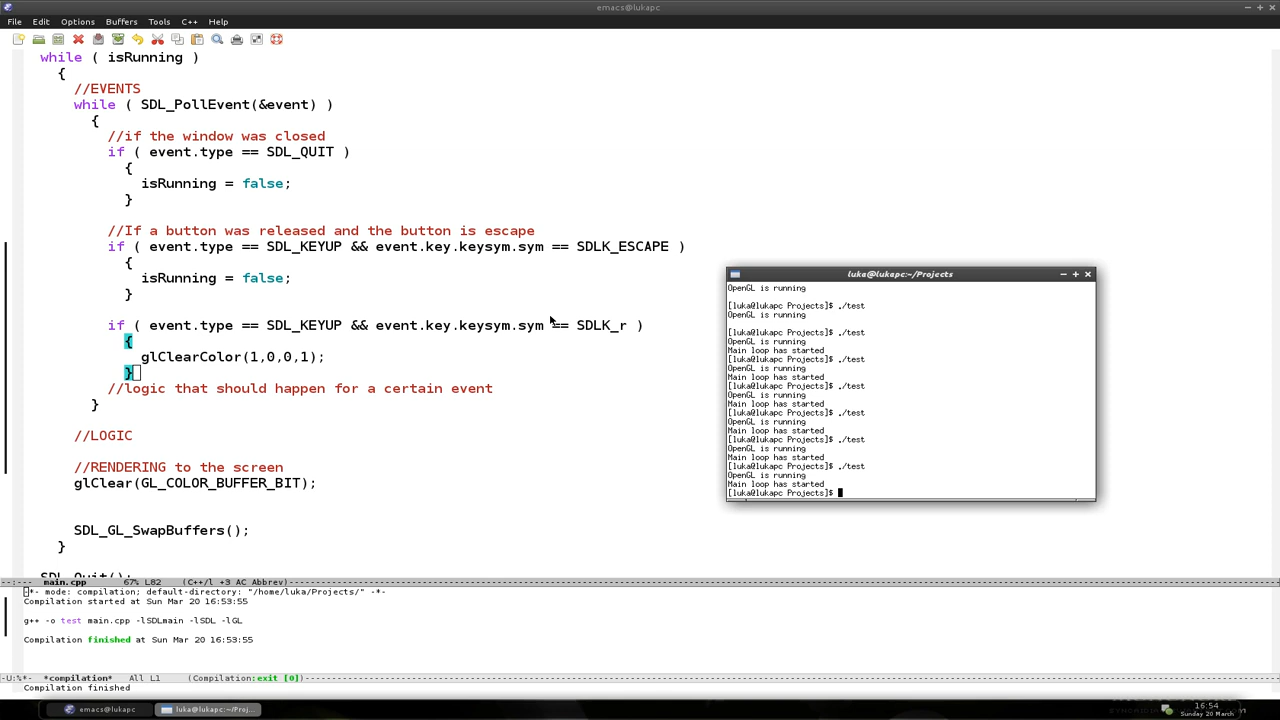 emacs@lukapc
File Edit Options Buffers Tools C++ Help
while ( isRunning )
{
//EVENTS
while ( SDL_PollEvent(&event) )
{
//if the window was closed
if ( event.type == SDL_QUIT )
{
isRunning = false;
}
//If a button was released and the button is escape
if ( event.type == SDL_KEYUP && event.key.keysym.sym == SDLK_ESCAPE )
{
isRunning = false;
}
if ( event.type == SDL_KEYUP && event.key.keysym.sym == SDLK_r )
{
glClearColor(1,0,0,1);
}
//logic that should happen for a certain event
}
//LOGIC
//RENDERING to the screen
glClear(GL_COLOR_BUFFER_BIT);
SDL_GL_SwapBuffers();
}
SDL_Quit();
--:--- main.cpp 67% L82 (C++/l +3 AC Abbrev)
-*- mode: compilation; default-directory: "/home/luka/Projects/" -*-
Compilation started at Sun Mar 20 16:53:55
g++ -o test main.cpp -lSDLmain -lSDL -lGL
Compilation finished at Sun Mar 20 16:53:55
-U:%*- *compilation* All L1 (Compilation:exit [0])
Compilation finished
luka@lukapc:~/Projects
OpenGL is running
[luka@lukapc Projects]$ ./test
OpenGL is running
[luka@lukapc Projects]$ ./test
OpenGL is running
Main loop has started
[luka@lukapc Projects]$ ./test
OpenGL is running
Main loop has started
[luka@lukapc Projects]$ ./test
OpenGL is running
Main loop has started
[luka@lukapc Projects]$ ./test
OpenGL is running
Main loop has started
[luka@lukapc Projects]$ ./test
OpenGL is running
Main loop has started
[luka@lukapc Projects]$ ./test
OpenGL is running
Main loop has started
[luka@lukapc Projects]$
emacs@lukapc
luka@lukapc:~/Proj...
16:54
Sunday 20 March